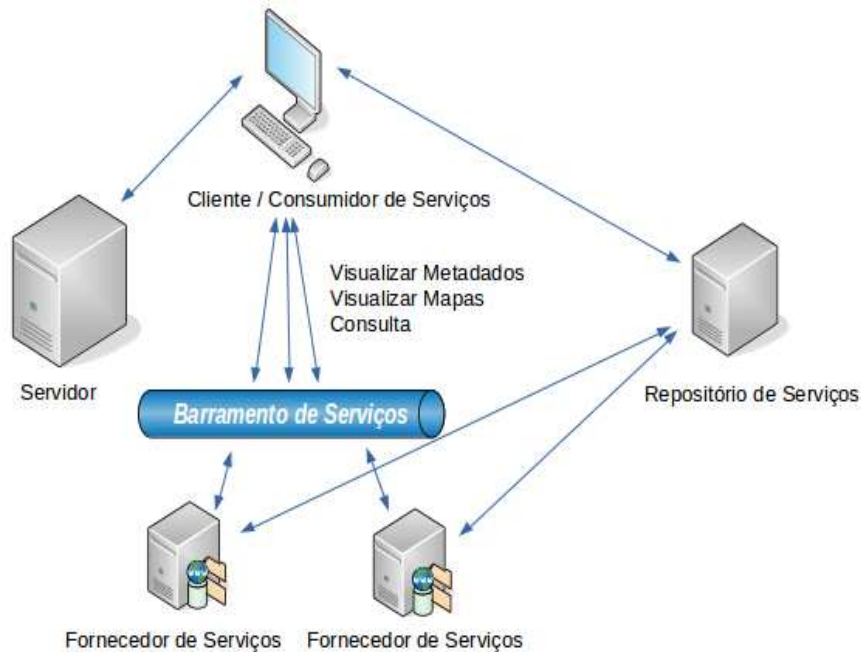 Cliente / Consumidor de Serviços
Visualizar Metadados
Visualizar Mapas
Consulta
Servidor
Repositório de Serviços
Barramento de Serviços
Fornecedor de Serviços
Fornecedor de Serviços